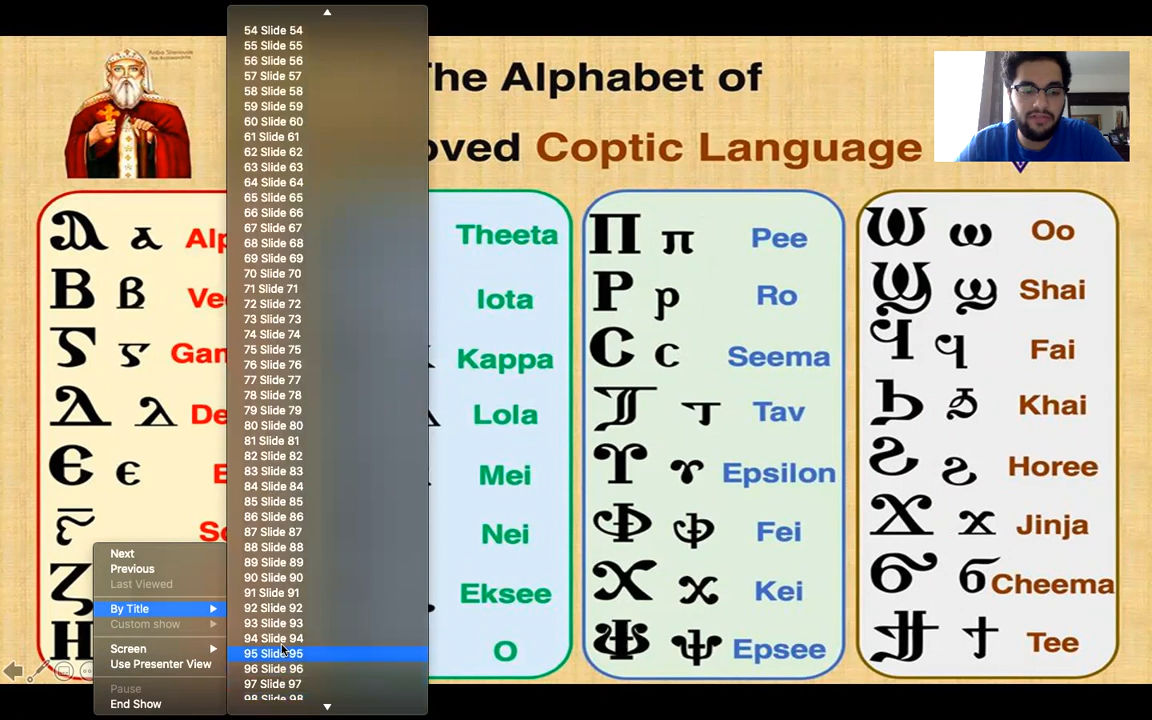 The Alphabet of
oved Coptic Language
Ⲁ ⲁ Alp
Ⲃ ⲃ Ve
Ⲅ ⲅ Gam
Ⲇ ⲇ De
Ⲉ ⲉ E
So
Ⲍ
Ⲏ
Theeta
Iota
Kappa
Lola
Mei
Nei
Eksee
O
Ⲡ ⲡ Pee
Ⲣ ⲣ Ro
Ⲥ ⲥ Seema
Ⲧ ⲧ Tav
Ⲩ ⲩ Epsilon
Ⲫ ⲫ Fei
Ⲭ ⲭ Kei
Ⲯ ⲯ Epsee
Ⲱ ⲱ Oo
Ϣ ϣ Shai
Ϥ ϥ Fai
Ϧ ϧ Khai
Ϩ ϩ Horee
Ϫ ϫ Jinja
Ϭ ϭ Cheema
Ϯ ϯ Tee
Next
Previous
Last Viewed
By Title
Custom show
Screen
Use Presenter View
Pause
End Show
54 Slide 54
55 Slide 55
56 Slide 56
57 Slide 57
58 Slide 58
59 Slide 59
60 Slide 60
61 Slide 61
62 Slide 62
63 Slide 63
64 Slide 64
65 Slide 65
66 Slide 66
67 Slide 67
68 Slide 68
69 Slide 69
70 Slide 70
71 Slide 71
72 Slide 72
73 Slide 73
74 Slide 74
75 Slide 75
76 Slide 76
77 Slide 77
78 Slide 78
79 Slide 79
80 Slide 80
81 Slide 81
82 Slide 82
83 Slide 83
84 Slide 84
85 Slide 85
86 Slide 86
87 Slide 87
88 Slide 88
89 Slide 89
90 Slide 90
91 Slide 91
92 Slide 92
93 Slide 93
94 Slide 94
95 Slide 95
96 Slide 96
97 Slide 97
98 Slide 98